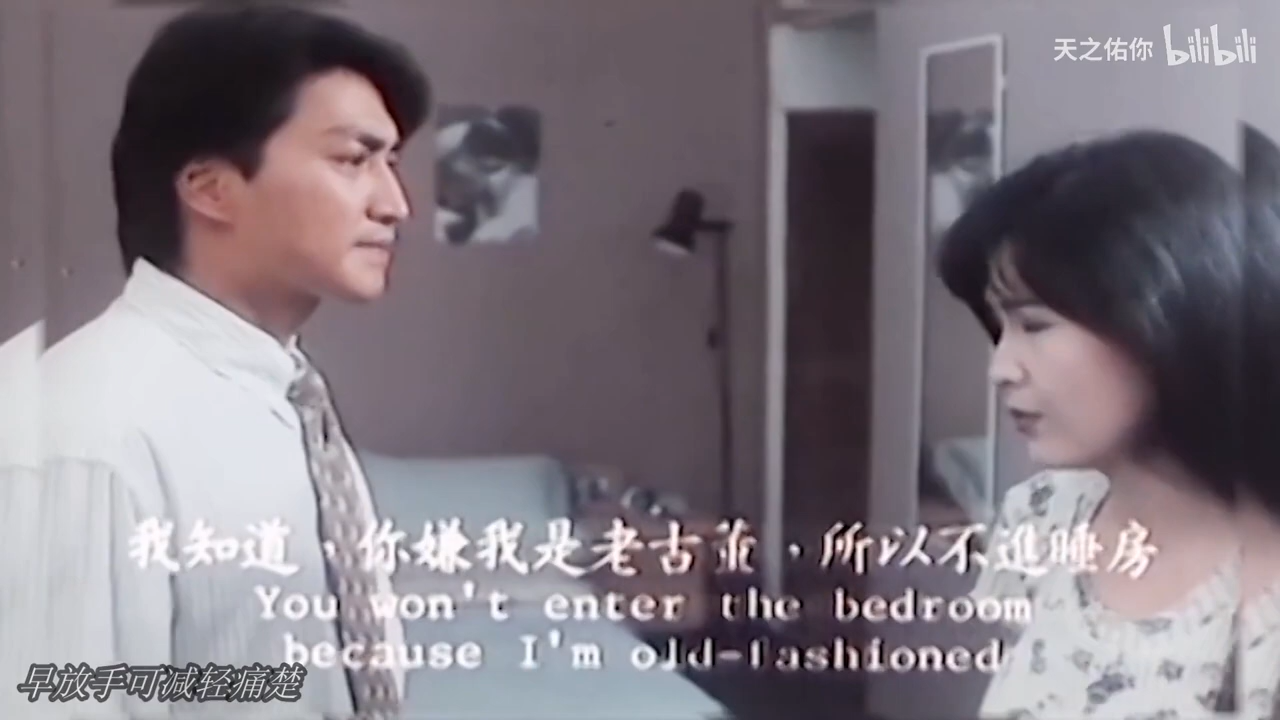 天之佑你 bilibili
我知道，你嫌我是老古董，所以不進睡房
You won't enter the bedroom
because I'm old-fashioned
早放手可减轻痛楚